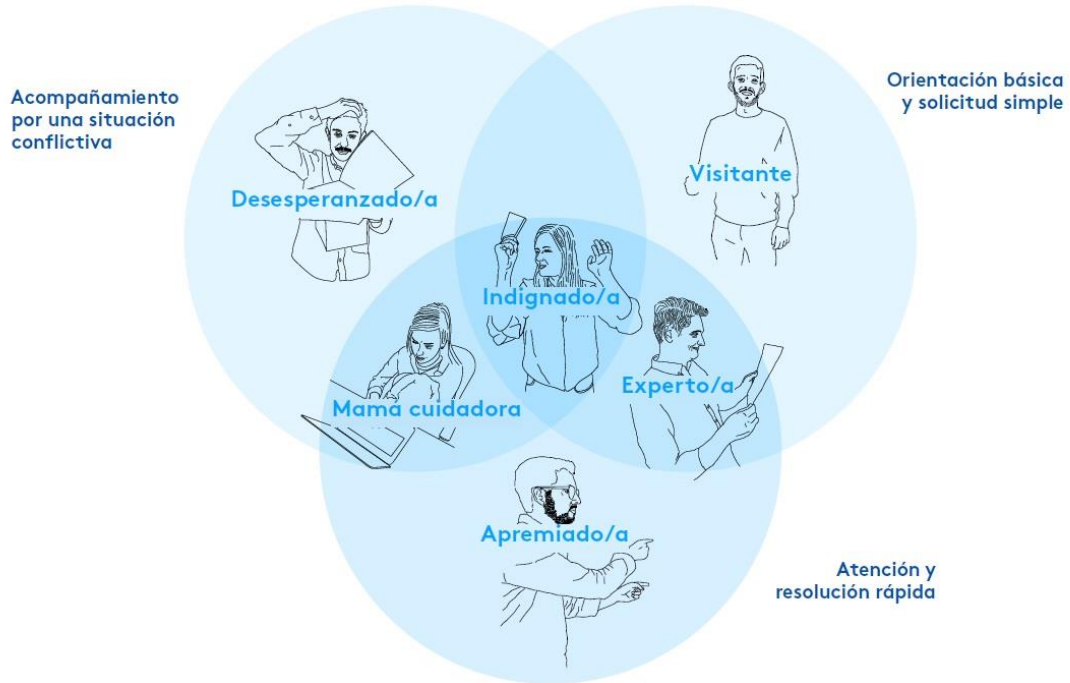 Acompañamiento
por una situación
conflictiva
Orientación básica
y solicitud simple
Visitante
Desesperanzado/a
Indignado/a
Experto/a
Mamá cuidadora
Apremiado/a
Atención y
resolución rápida